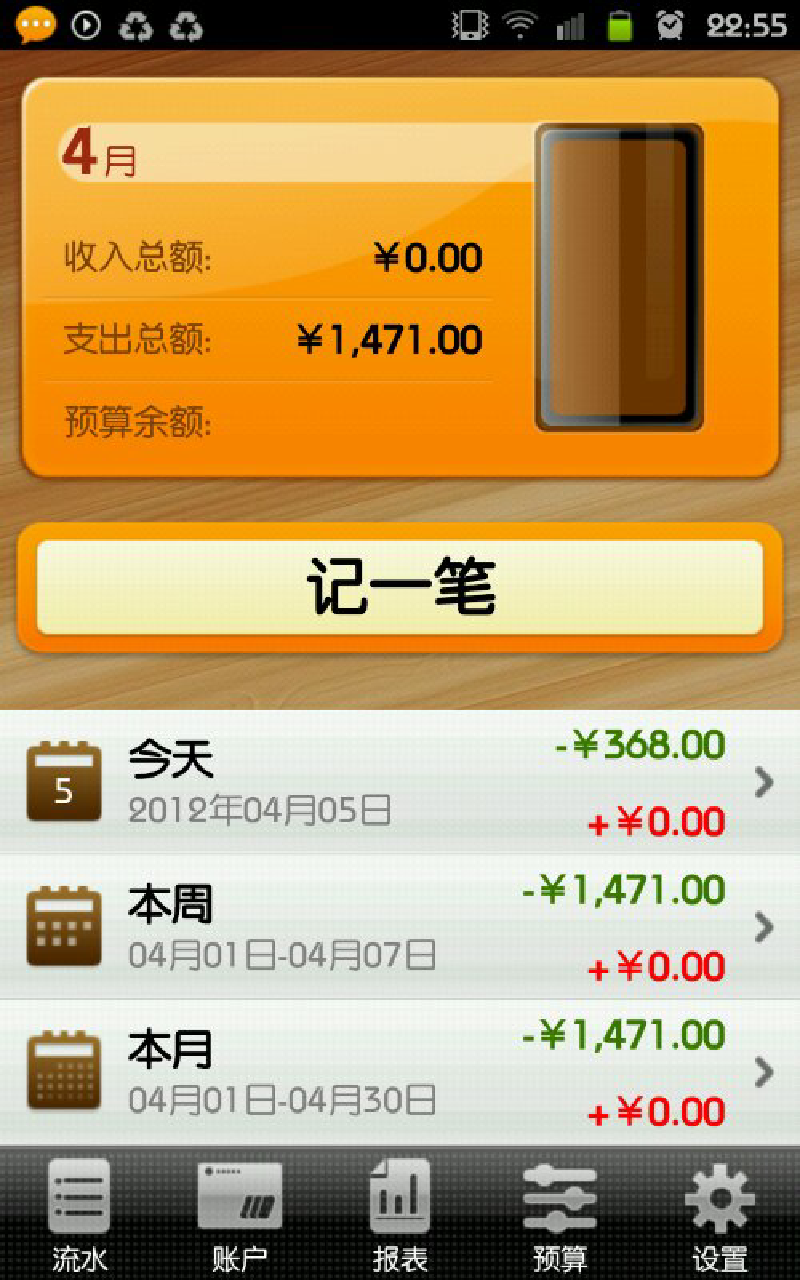 22:55
4月
收入总额: ¥0.00
支出总额: ¥1,471.00
预算余额:
记一笔
5
今天 -¥368.00
2012年04月05日 +¥0.00
本周 -¥1,471.00
04月01日-04月07日 +¥0.00
本月 -¥1,471.00
04月01日-04月30日 +¥0.00
流水 账户 报表 预算 设置